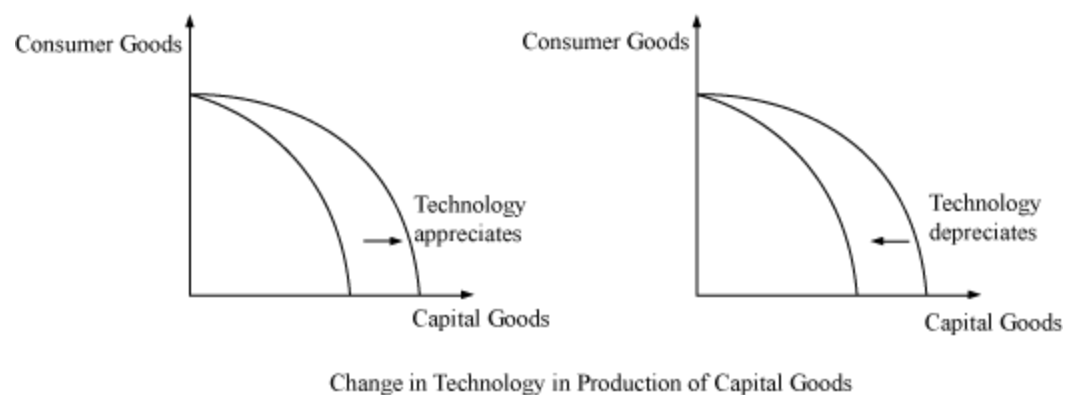 Consumer Goods
Technology
appreciates
Capital Goods
Consumer Goods
Technology
depreciates
Capital Goods
Change in Technology in Production of Capital Goods